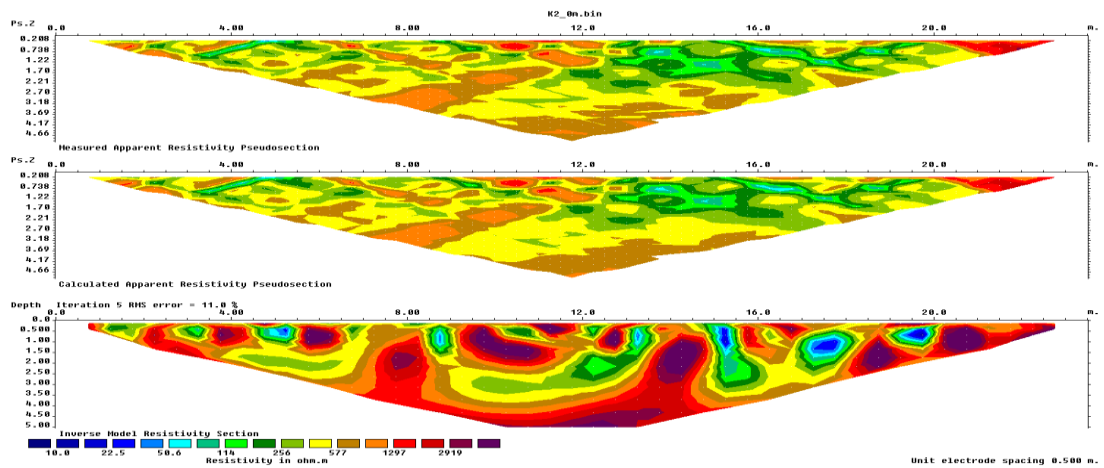 K2_0m.bin
Ps.Z 0.0 4.00 8.00 12.0 16.0 20.0 m.
0.208
0.730
1.22
1.70
2.21
2.70
3.18
3.69
4.17
4.66
Measured Apparent Resistivity Pseudosection
Ps.Z 0.0 4.00 8.00 12.0 16.0 20.0 m.
0.208
0.730
1.22
1.70
2.21
2.70
3.18
3.69
4.17
4.66
Calculated Apparent Resistivity Pseudosection
Depth Iteration 5 RMS error = 11.0 %
0.0 4.00 8.00 12.0 16.0 20.0 m.
0.0
0.500
1.00
1.50
2.00
2.50
3.00
3.50
4.00
4.50
5.00
Inverse Model Resistivity Section
10.0 22.5 50.6 114 256 577 1297 2919
Resistivity in ohm.m
Unit electrode spacing 0.500 m.